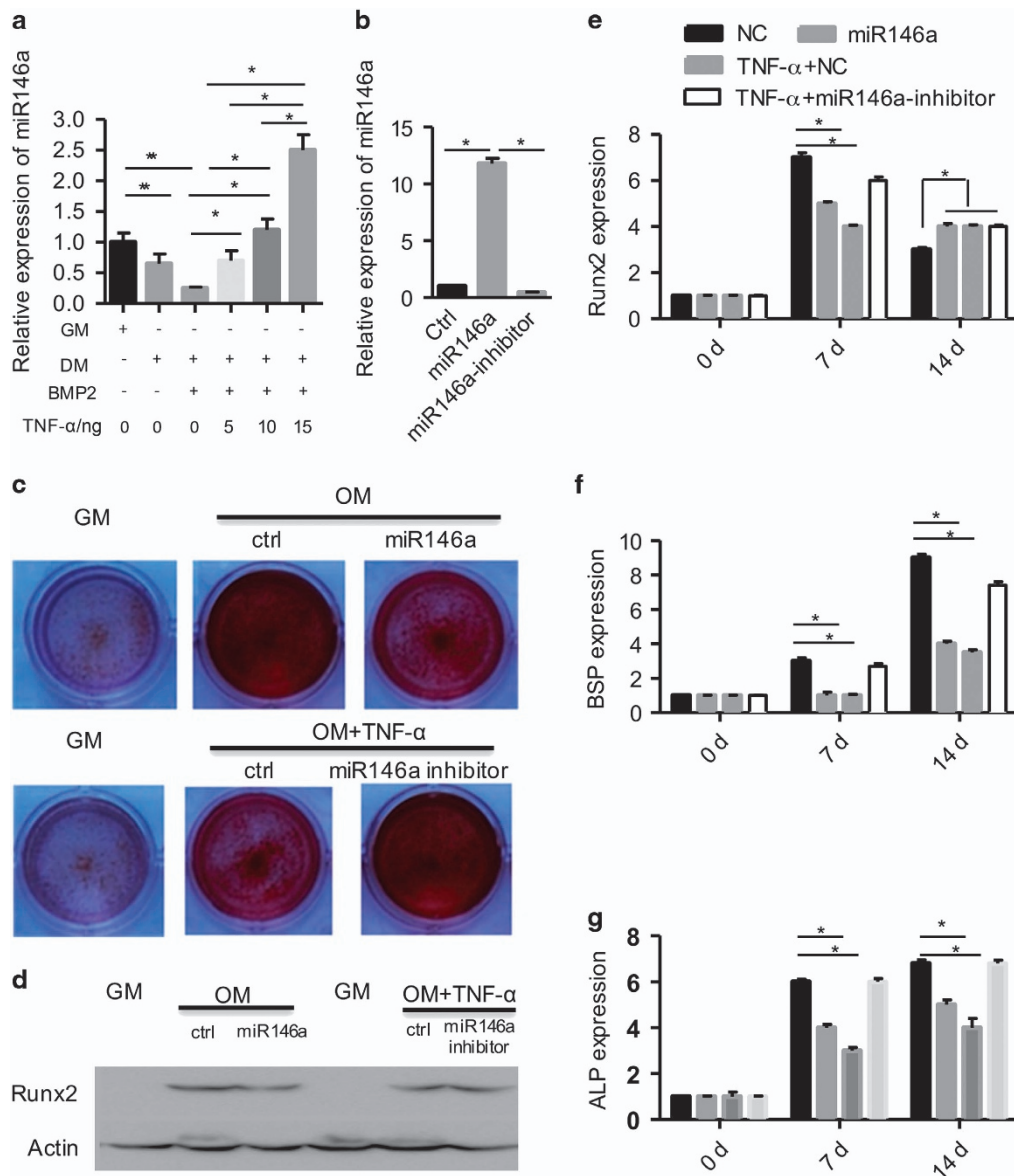 a
Relative expression of miR146a
* * *
** * *
** *
3.0
2.5
2.0
1.5
1.0
0.5
0.0
GM + - - - - -
DM - + + + + +
BMP2 - - + + + +
TNF-α/ng 0 0 0 5 10 15
b
Relative expression of miR146a
15
10
5
0
* *
Ctrl
miR146a
miR146a-inhibitor
c
GM
OM
ctrl miR146a
GM
OM+TNF-α
ctrl miR146a inhibitor
d
GM OM GM OM+TNF-α
ctrl miR146a ctrl miR146a
inhibitor
Runx2
Actin
e
NC miR146a
TNF-α+NC
TNF-α+miR146a-inhibitor
Runx2 expression
8
6
4
2
0
*
*
*
0 d 7 d 14 d
f
BSP expression
10
8
6
4
2
0
*
*
*
*
0 d 7 d 14 d
g
ALP expression
8
6
4
2
0
* *
* *
0 d 7 d 14 d